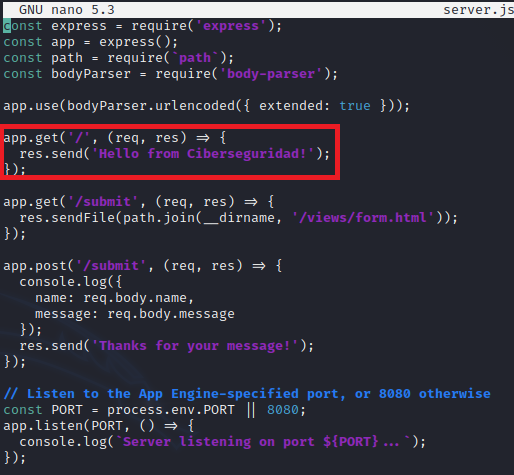 GNU nano 5.3 server.js
const express = require('express');
const app = express();
const path = require(`path`);
const bodyParser = require('body-parser');
app.use(bodyParser.urlencoded({ extended: true }));
app.get('/', (req, res) => {
  res.send('Hello from Ciberseguridad!');
});
app.get('/submit', (req, res) => {
  res.sendFile(path.join(__dirname, '/views/form.html'));
});
app.post('/submit', (req, res) => {
  console.log({
    name: req.body.name,
    message: req.body.message
  });
  res.send('Thanks for your message!');
});
// Listen to the App Engine-specified port, or 8080 otherwise
const PORT = process.env.PORT || 8080;
app.listen(PORT, () => {
  console.log(`Server listening on port ${PORT}...`);
});